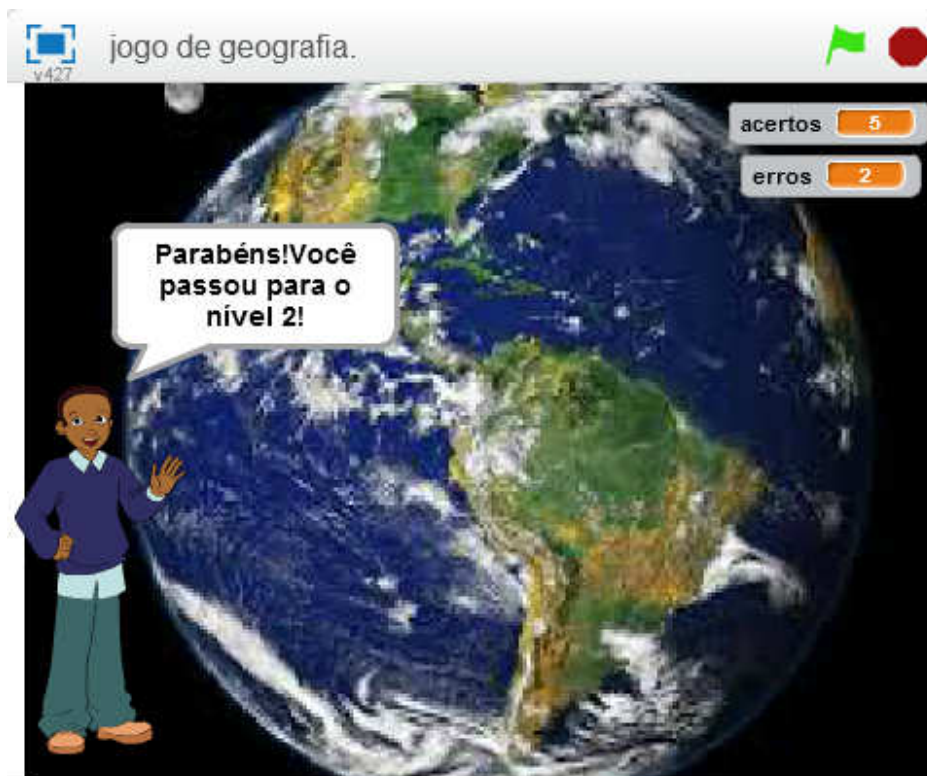 jogo de geografia.
v427
acertos 5
erros 2
Parabéns!Você
passou para o
nível 2!